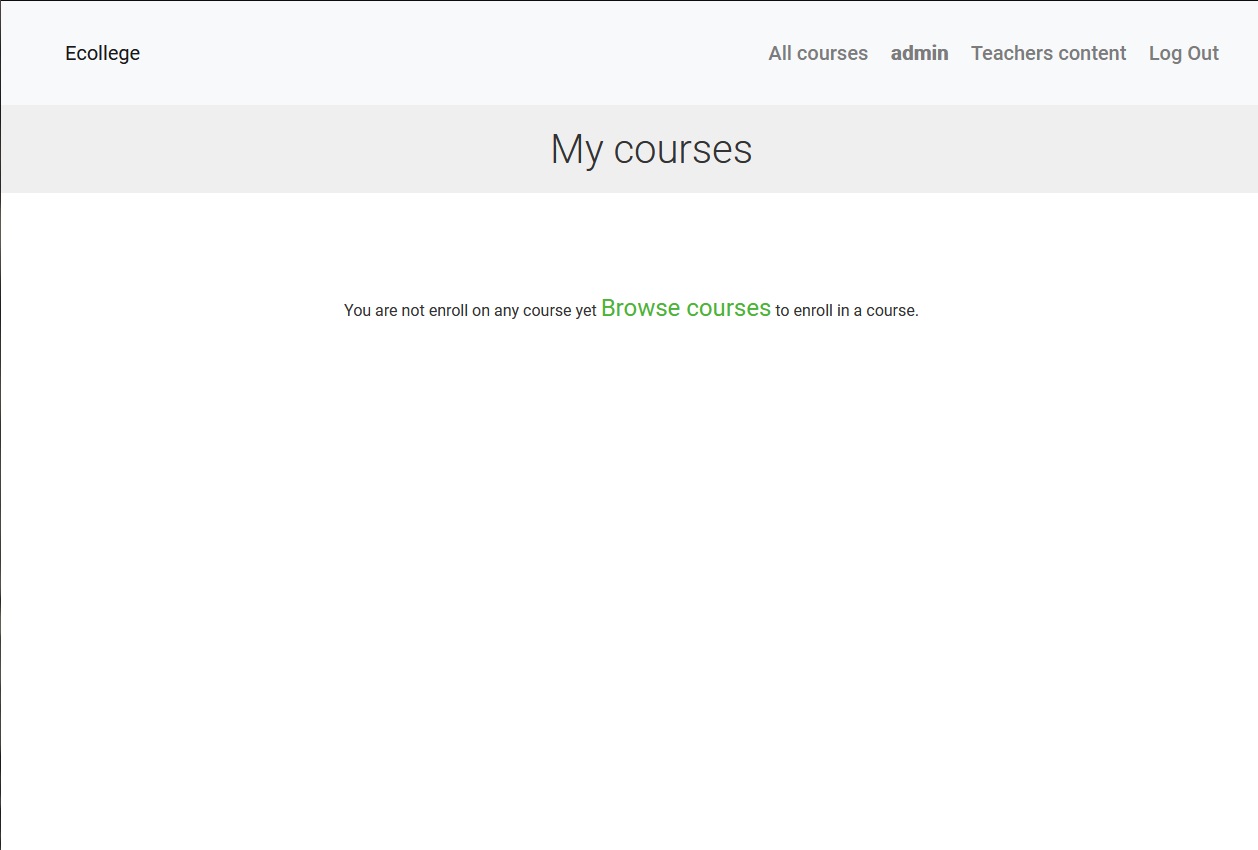 Ecollege All courses admin Teachers content Log Out
My courses
You are not enroll on any course yet Browse courses to enroll in a course.